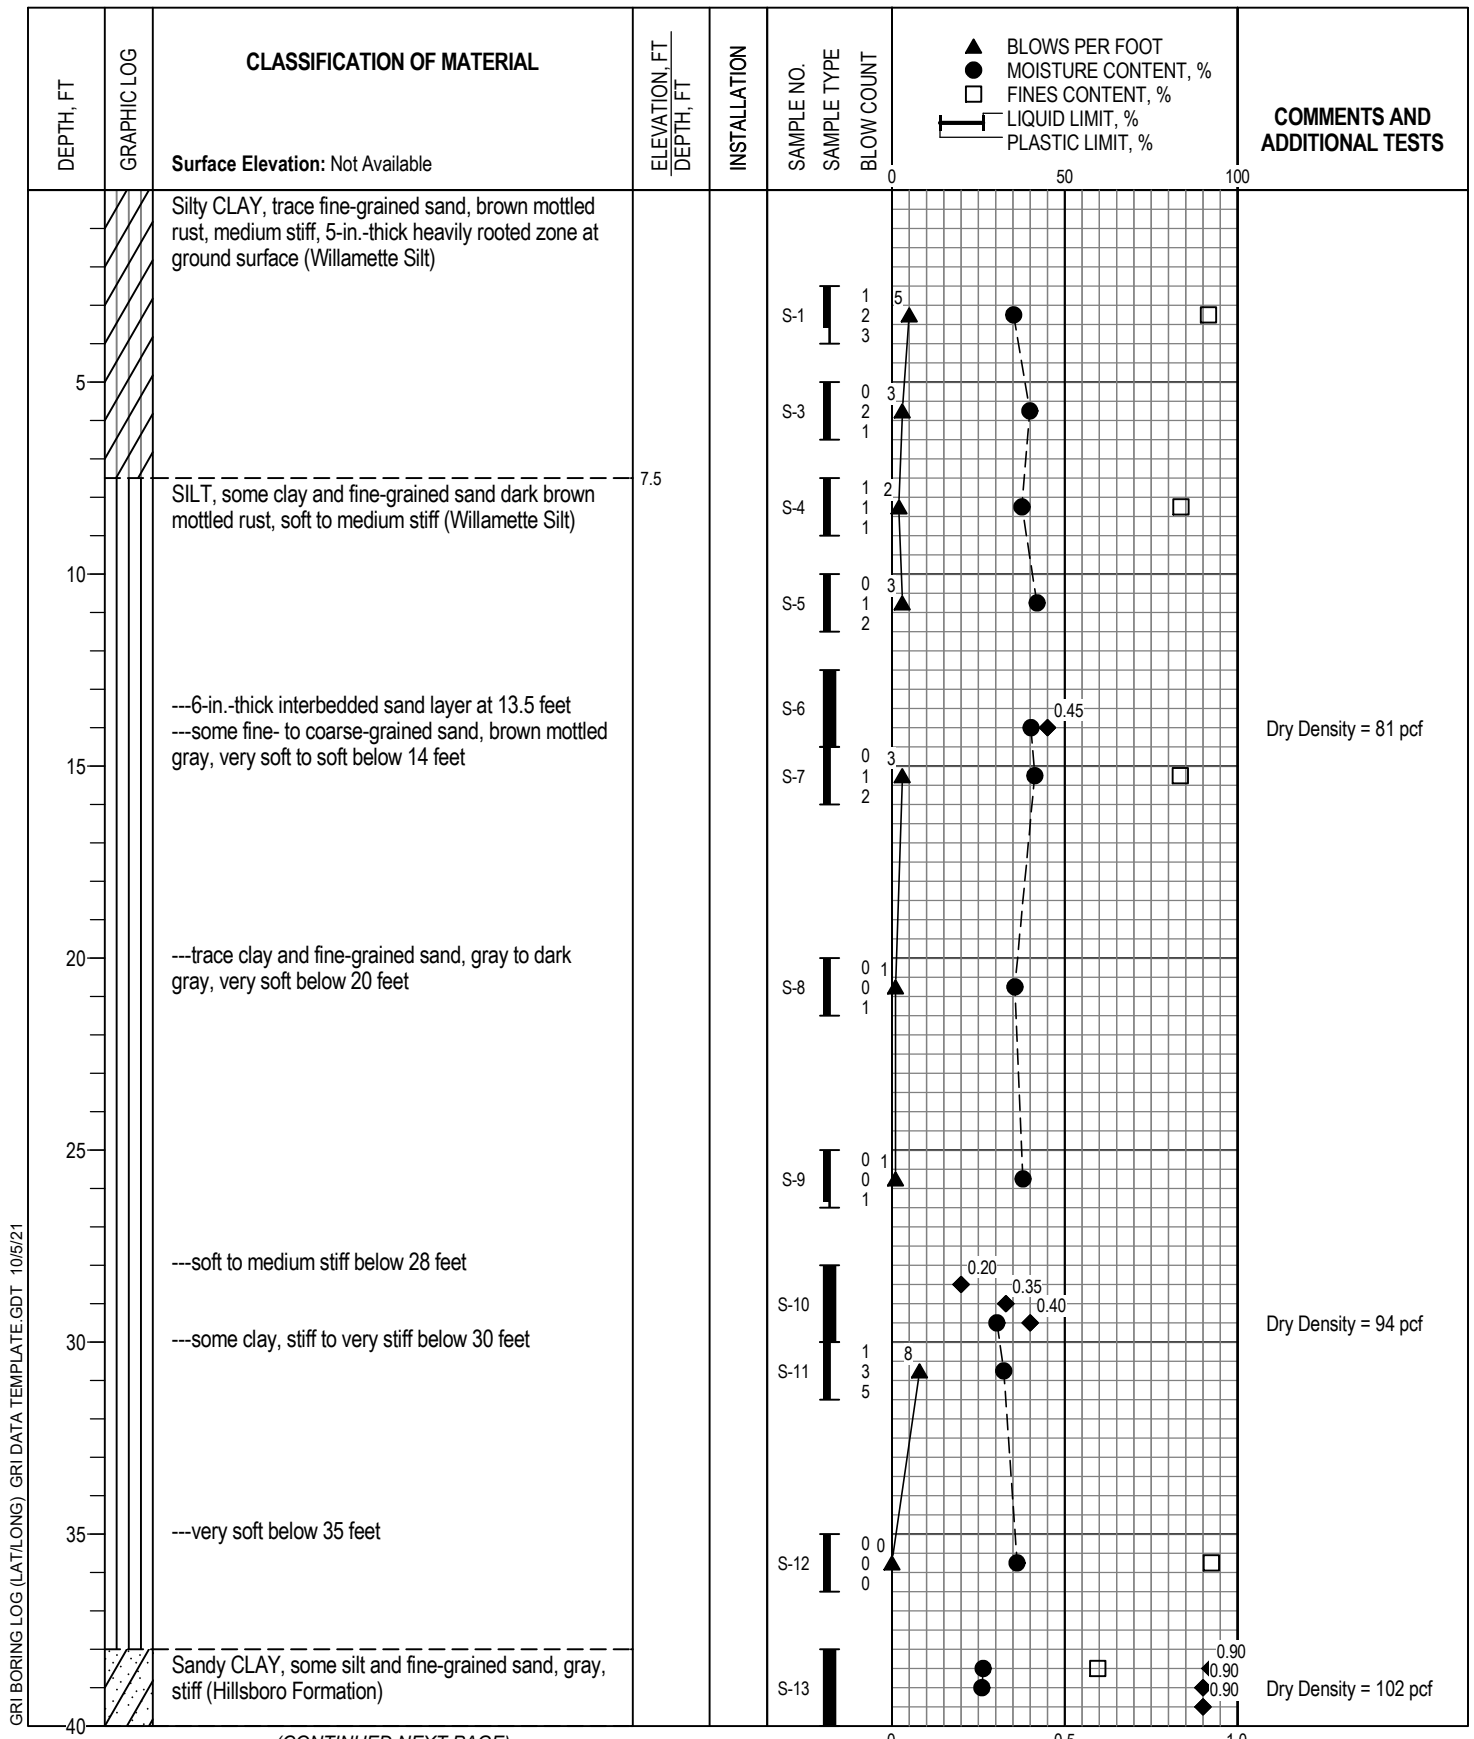 DEPTH, FT
GRAPHIC LOG
CLASSIFICATION OF MATERIAL
Surface Elevation: Not Available
ELEVATION, FT
DEPTH, FT
INSTALLATION
SAMPLE NO.
SAMPLE TYPE
BLOW COUNT
BLOWS PER FOOT
MOISTURE CONTENT, %
FINES CONTENT, %
LIQUID LIMIT, %
PLASTIC LIMIT, %
0 50 100
COMMENTS AND
ADDITIONAL TESTS
Silty CLAY, trace fine-grained sand, brown mottled
rust, medium stiff, 5-in.-thick heavily rooted zone at
ground surface (Willamette Silt)
S-1
1
2
3
5
5
S-3
0
2
1
3
7.5
SILT, some clay and fine-grained sand dark brown
mottled rust, soft to medium stiff (Willamette Silt)
S-4
1
1
1
2
10
S-5
0
1
2
3
---6-in.-thick interbedded sand layer at 13.5 feet
---some fine- to coarse-grained sand, brown mottled
gray, very soft to soft below 14 feet
S-6
0.45
Dry Density = 81 pcf
15
S-7
0
1
2
3
20
---trace clay and fine-grained sand, gray to dark
gray, very soft below 20 feet
S-8
0
0
1
1
25
S-9
0
0
1
1
---soft to medium stiff below 28 feet
S-10
0.20
0.35
0.40
Dry Density = 94 pcf
30
---some clay, stiff to very stiff below 30 feet
S-11
1
3
5
8
35
---very soft below 35 feet
S-12
0
0
0
0
Sandy CLAY, some silt and fine-grained sand, gray,
stiff (Hillsboro Formation)
S-13
0.90
0.90
0.90
Dry Density = 102 pcf
40
(CONTINUED NEXT PAGE)
0 0.5 1.0
GRI BORING LOG (LAT/LONG) GRI DATA TEMPLATE.GDT 10/5/21